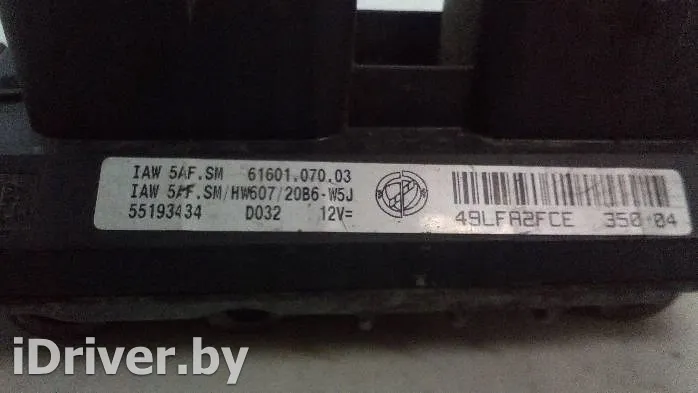 IAW 5AF.SM 61601.070.03
IAW 5AF.SM/HW607/20B6-W5J
55193434 D032 12V=
49LFA2FCE 350 04
iDriver.by